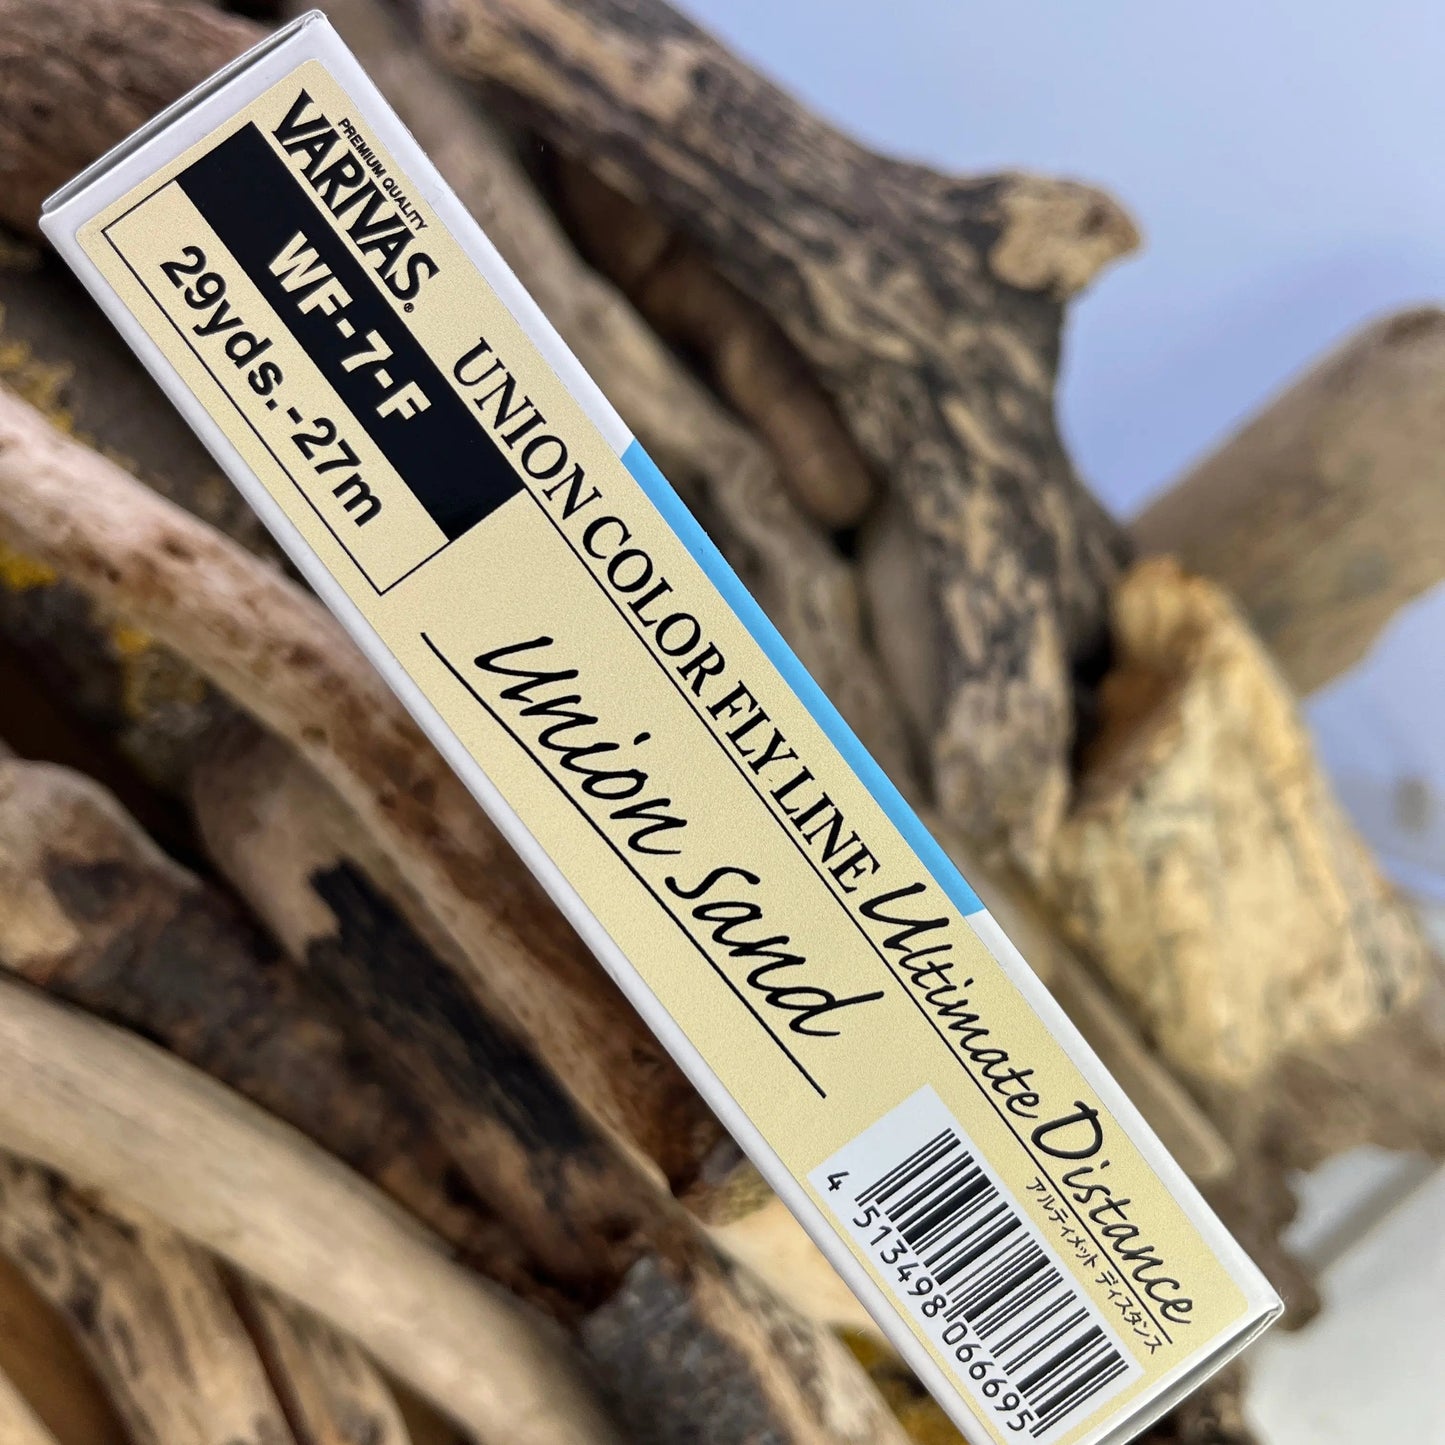 PREMIUM QUALITY
VARIVAS®
UNION COLOR FLY LINE Ultimate Distance
アルティメット ディスタンス
WF-7-F
29yds.-27m
Union Sand
4 513498 066695